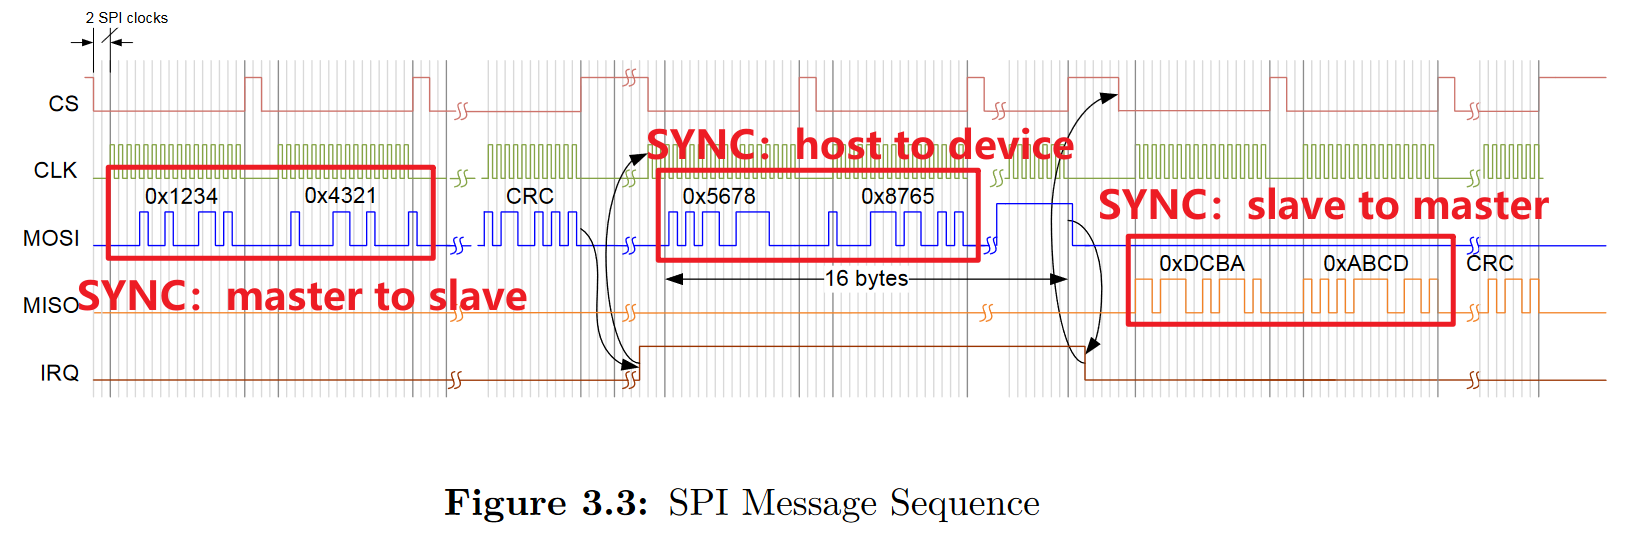 2 SPI clocks
CS
CLK
SYNC：host to device
0x1234
0x4321
CRC
0x5678
0x8765
SYNC：slave to master
MOSI
0xDCBA
0xABCD
CRC
16 bytes
SYNC：master to slave
MISO
IRQ
Figure 3.3: SPI Message Sequence